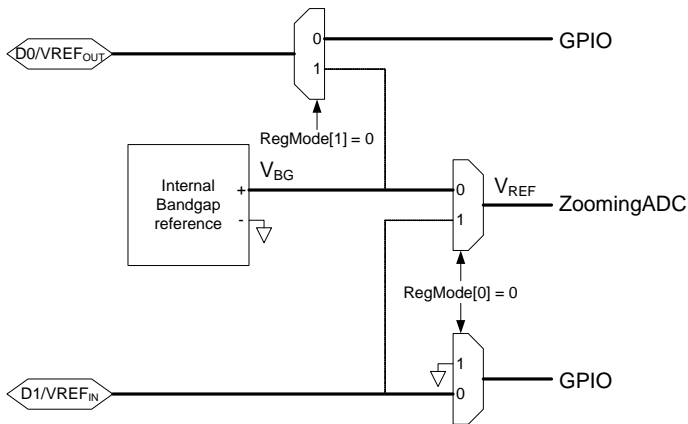 D0/VREFOUT
0
GPIO
1
RegMode[1] = 0
VBG
Internal
Bandgap
reference
+
-
0
VREF
1
ZoomingADC
RegMode[0] = 0
1
D1/VREFIN
0
GPIO